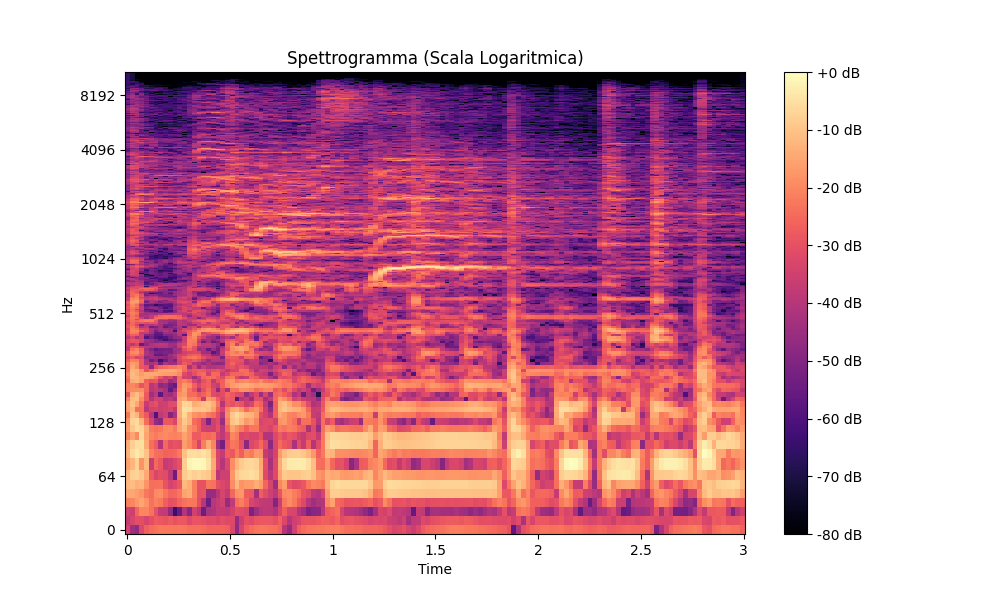 Spettrogramma (Scala Logaritmica)
8192
4096
2048
1024
512
256
128
64
0
Hz
0
0.5
1
1.5
2
2.5
3
Time
+0 dB
-10 dB
-20 dB
-30 dB
-40 dB
-50 dB
-60 dB
-70 dB
-80 dB